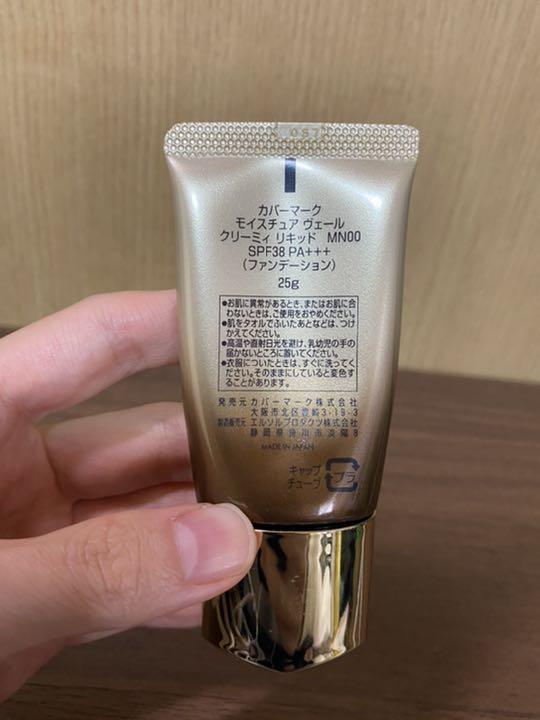 カバーマーク
モイスチュア ヴェール
クリーミィ リキッド MN00
SPF38 PA+++
(ファンデーション)
25g
●お肌に異常があるとき、またはお肌に合
わないときは、ご使用をおやめください。
●肌をタオルでふいたあとなどは、つけ
かえてください。
●高温や直射日光を避け、乳幼児の手の
届かないところに置いてください。
●衣服についたときは、すぐに洗ってく
ださい。そのままにしていると変色す
ることがあります。
発売元 カバーマーク株式会社
大阪市北区豊崎3-19-3
製造販売元 エルソルプロダクツ株式会社
静岡県掛川市淡陽8
MADE IN JAPAN
キャップ
チューブ
プラ